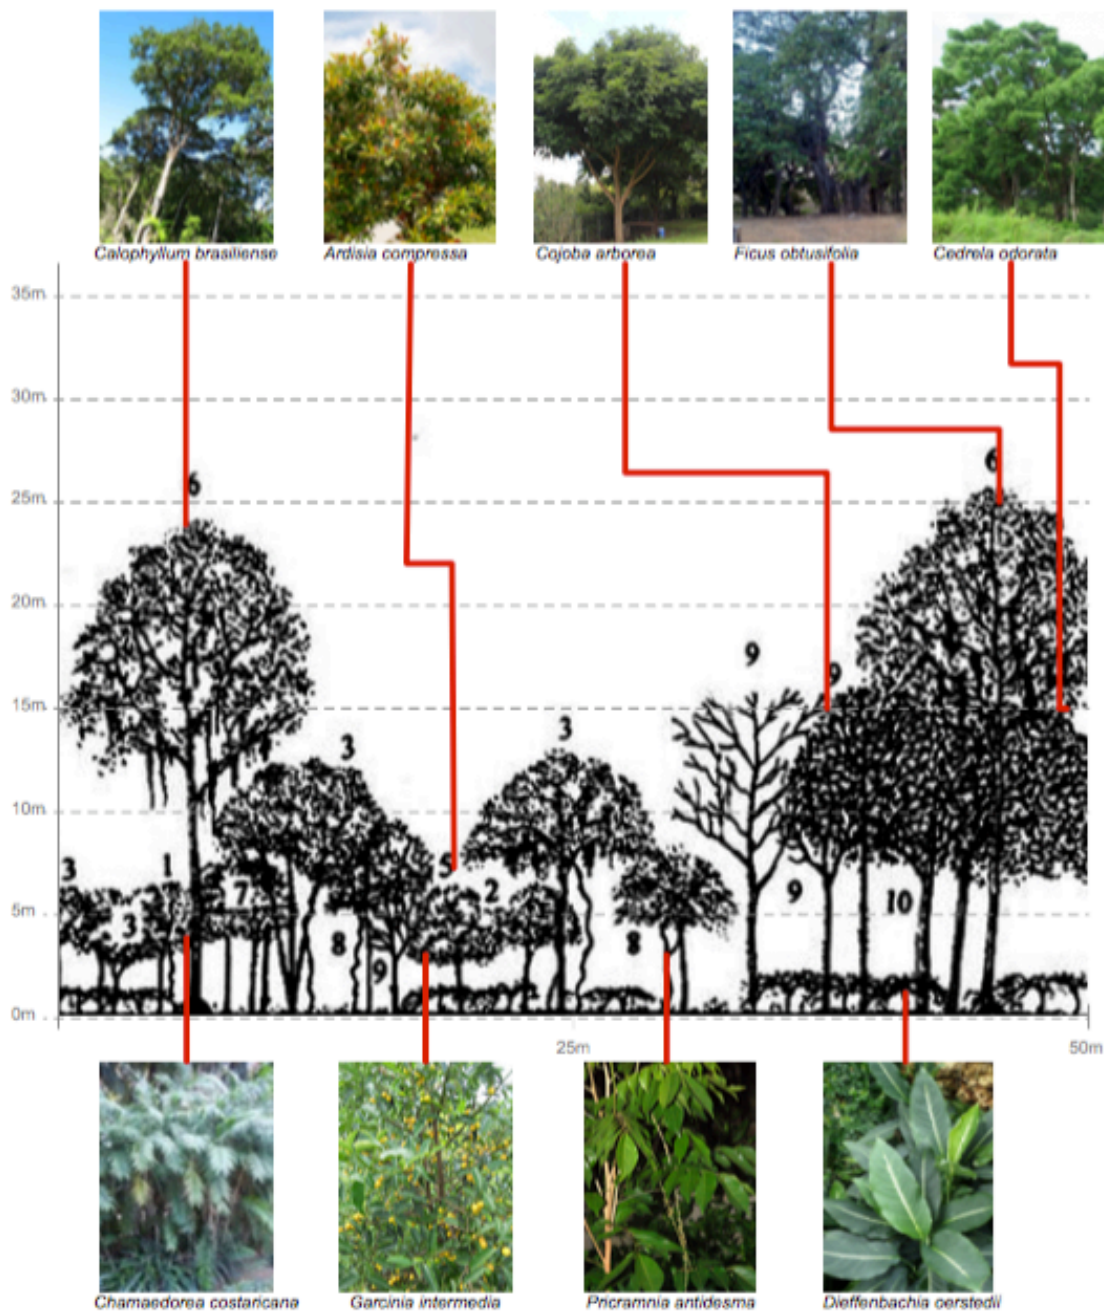 Calophyllum brasiliense
Ardisia compressa
Cojoba arborea
Ficus obtusifolia
Cedrela odorata
35m
30m
6
6
25m
20m
9
9
15m
3
3
10m
3
1
5
7
2
9
10
5m
3
8
8
9
0m
25m
50m
Chamaedorea costaricana
Garcinia intermedia
Pricramnia antidesma
Dieffenbachia oerstedii